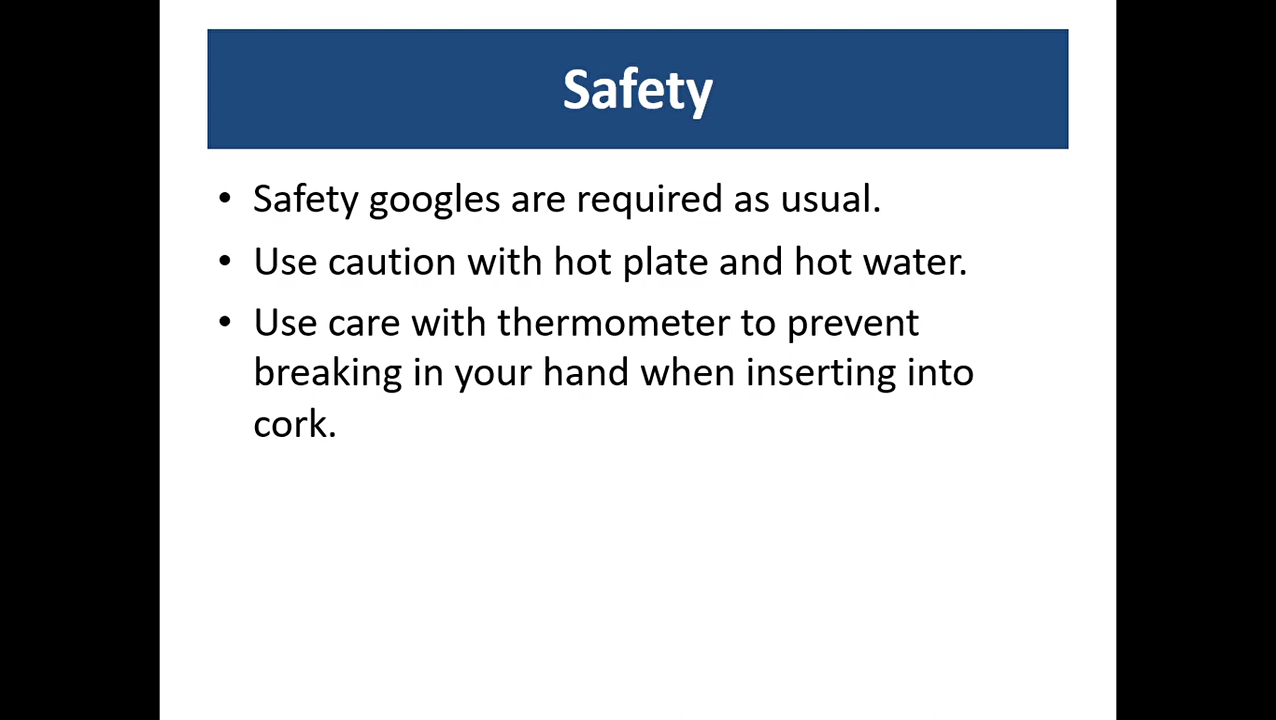 Safety
• Safety googles are required as usual.
• Use caution with hot plate and hot water.
• Use care with thermometer to prevent
breaking in your hand when inserting into
cork.